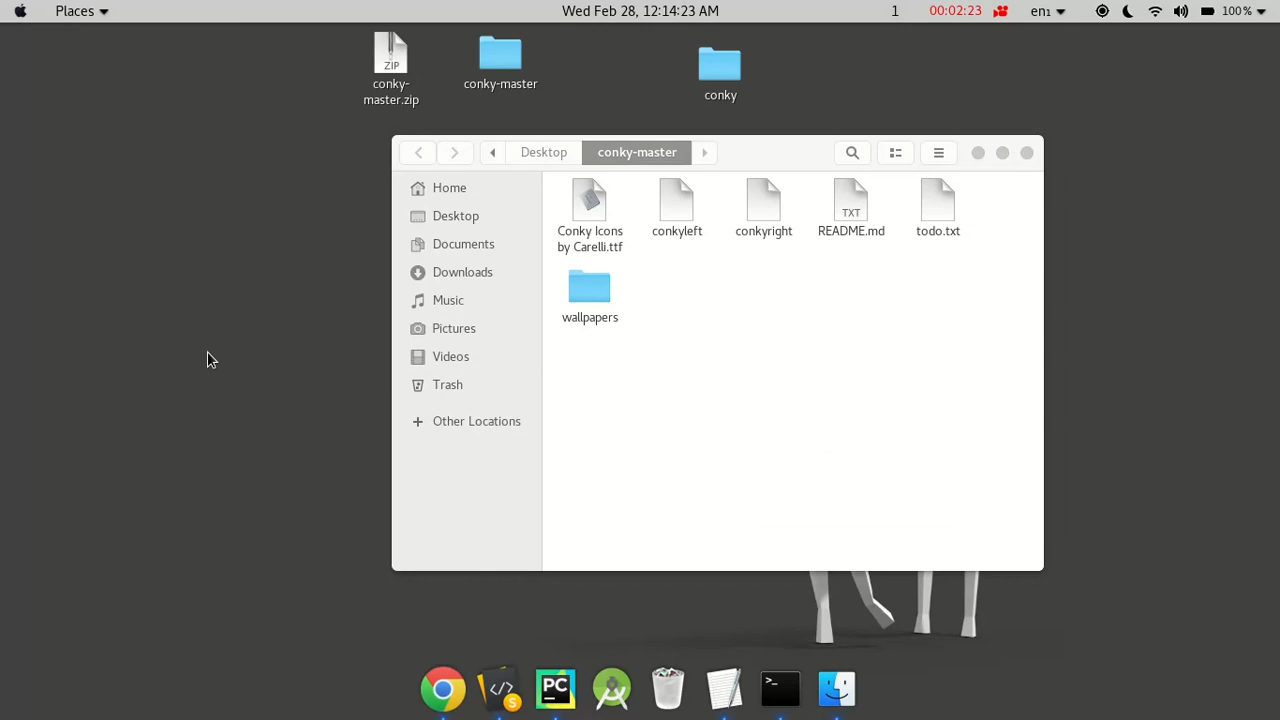 Places
Wed Feb 28, 12:14:23 AM
1
00:02:23
en₁
100%
ZIP
conky-
master.zip
conky-master
conky
Desktop
conky-master
Home
Desktop
Documents
Downloads
Music
Pictures
Videos
Trash
Other Locations
Conky Icons
by Carelli.ttf
conkyleft
conkyright
TXT
README.md
todo.txt
wallpapers
</>
S
PC
>_